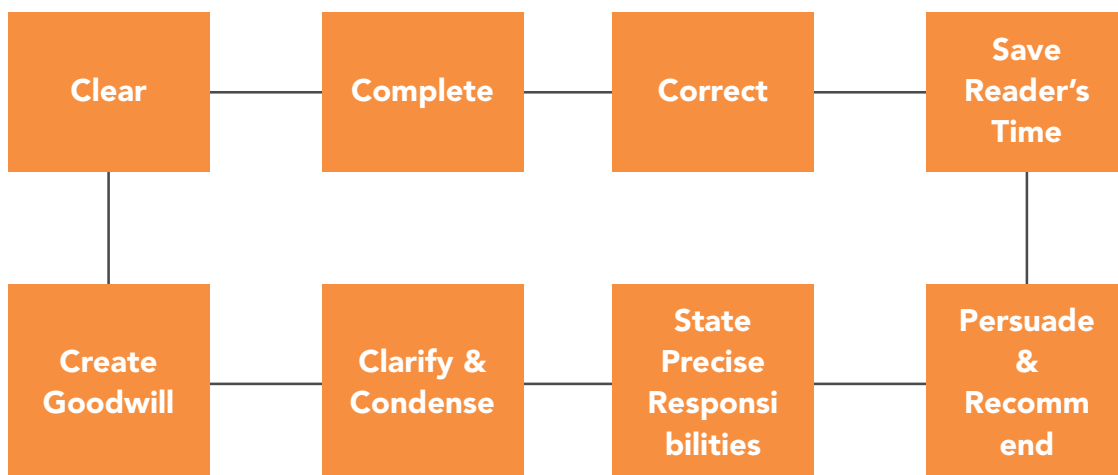 Clear
Complete
Correct
Save
Reader's
Time
Create
Goodwill
Clarify &
Condense
State
Precise
Responsi
bilities
Persuade
&
Recomm
end